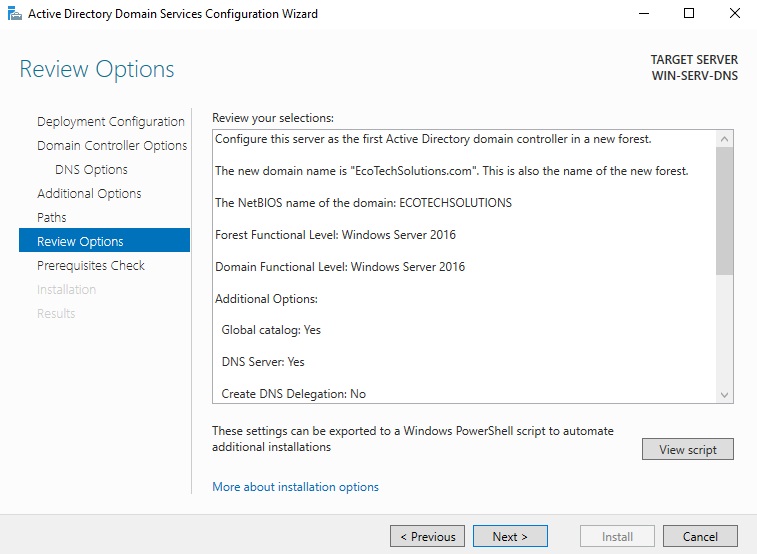 Active Directory Domain Services Configuration Wizard
Review Options
TARGET SERVER
WIN-SERV-DNS
Deployment Configuration
Domain Controller Options
DNS Options
Additional Options
Paths
Review Options
Prerequisites Check
Installation
Results
Review your selections:
Configure this server as the first Active Directory domain controller in a new forest.
The new domain name is "EcoTechSolutions.com". This is also the name of the new forest.
The NetBIOS name of the domain: ECOTECHSOLUTIONS
Forest Functional Level: Windows Server 2016
Domain Functional Level: Windows Server 2016
Additional Options:
Global catalog: Yes
DNS Server: Yes
Create DNS Delegation: No
These settings can be exported to a Windows PowerShell script to automate
additional installations
View script
More about installation options
< Previous
Next >
Install
Cancel